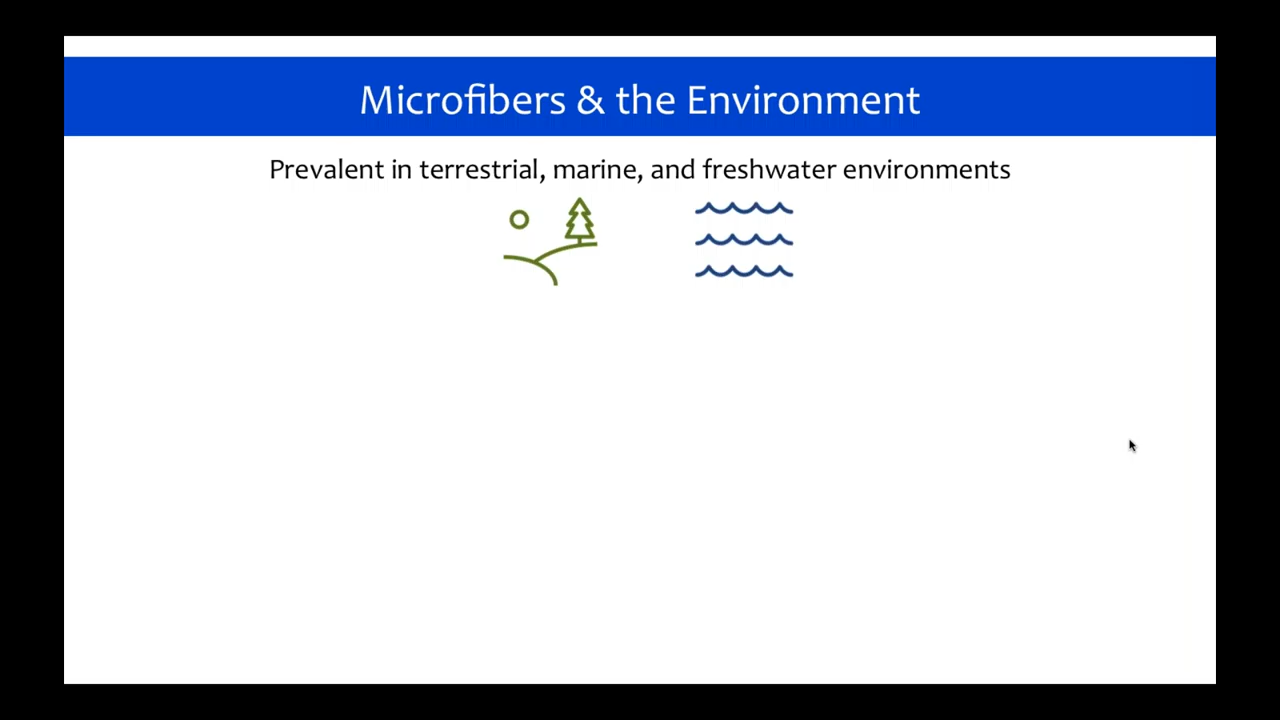 Microfibers & the Environment
Prevalent in terrestrial, marine, and freshwater environments